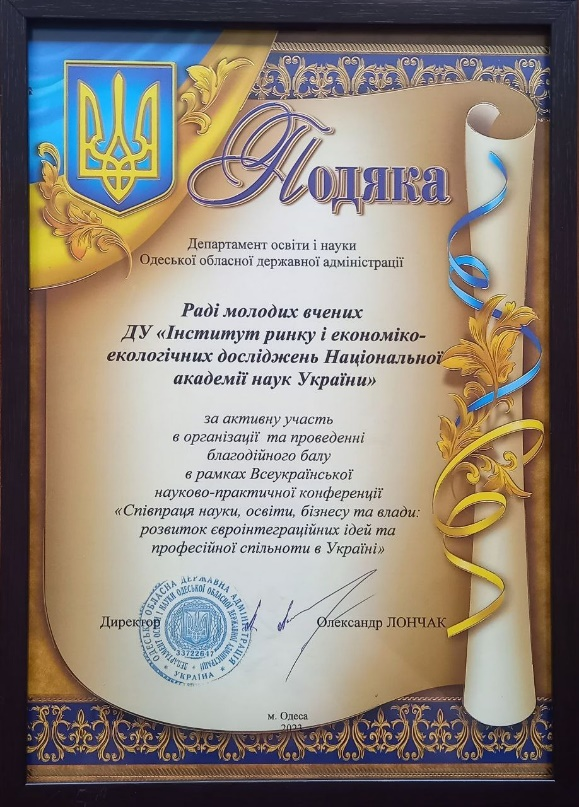 Подяка
Департамент освіти і науки
Одеської обласної державної адміністрації
Раді молодих вчених
ДУ «Інститут ринку і економіко-
екологічних досліджень Національної
академії наук України»
за активну участь
в організації та проведенні
благодійного балу
в рамках Всеукраїнської
науково-практичної конференції
«Співпраця науки, освіти, бізнесу та влади:
розвиток євроінтеграційних ідей та
професійної спільноти в Україні»
Директор
Олександр ЛОНЧАК
ОДЕСЬКА ОБЛАСНА ДЕРЖАВНА АДМІНІСТРАЦІЯ
ДЕПАРТАМЕНТ ОСВІТИ І НАУКИ ОДЕСЬКОЇ ОБЛАСНОЇ ДЕРЖАВНОЇ АДМІНІСТРАЦІЇ
УКРАЇНА
м. Одеса